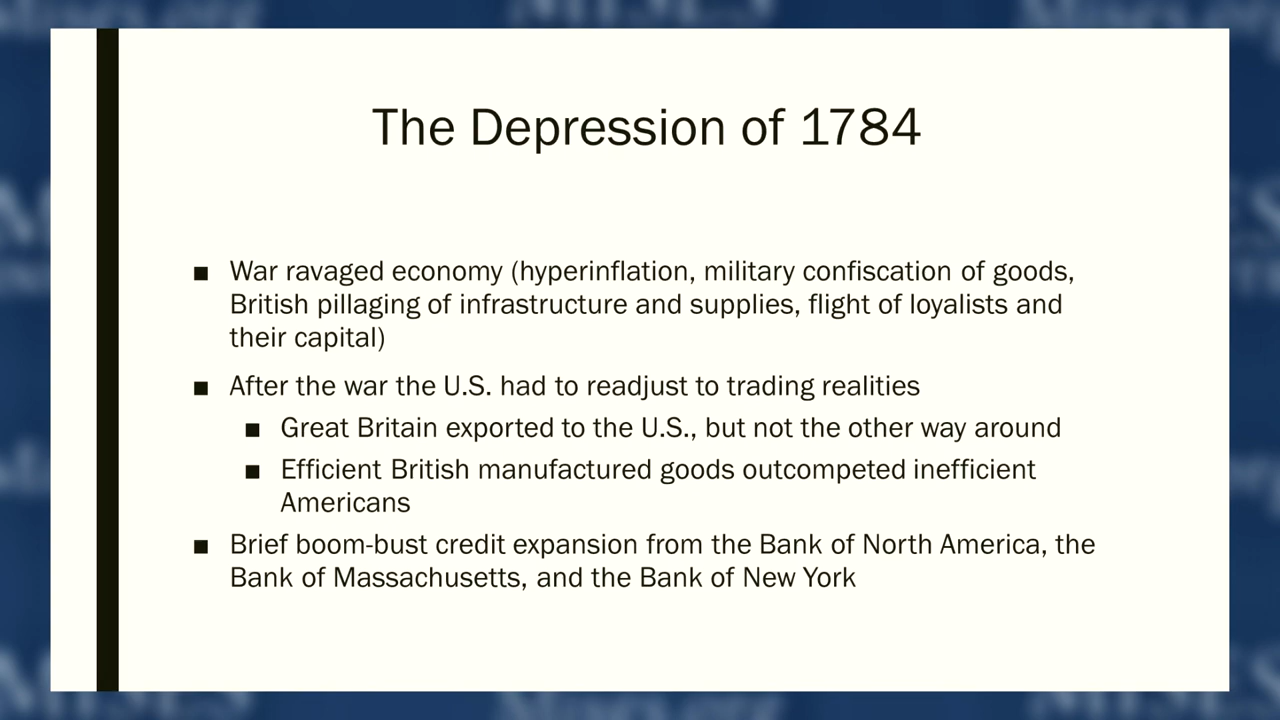 The Depression of 1784
■ War ravaged economy (hyperinflation, military confiscation of goods,
British pillaging of infrastructure and supplies, flight of loyalists and
their capital)
■ After the war the U.S. had to readjust to trading realities
■ Great Britain exported to the U.S., but not the other way around
■ Efficient British manufactured goods outcompeted inefficient
Americans
■ Brief boom-bust credit expansion from the Bank of North America, the
Bank of Massachusetts, and the Bank of New York